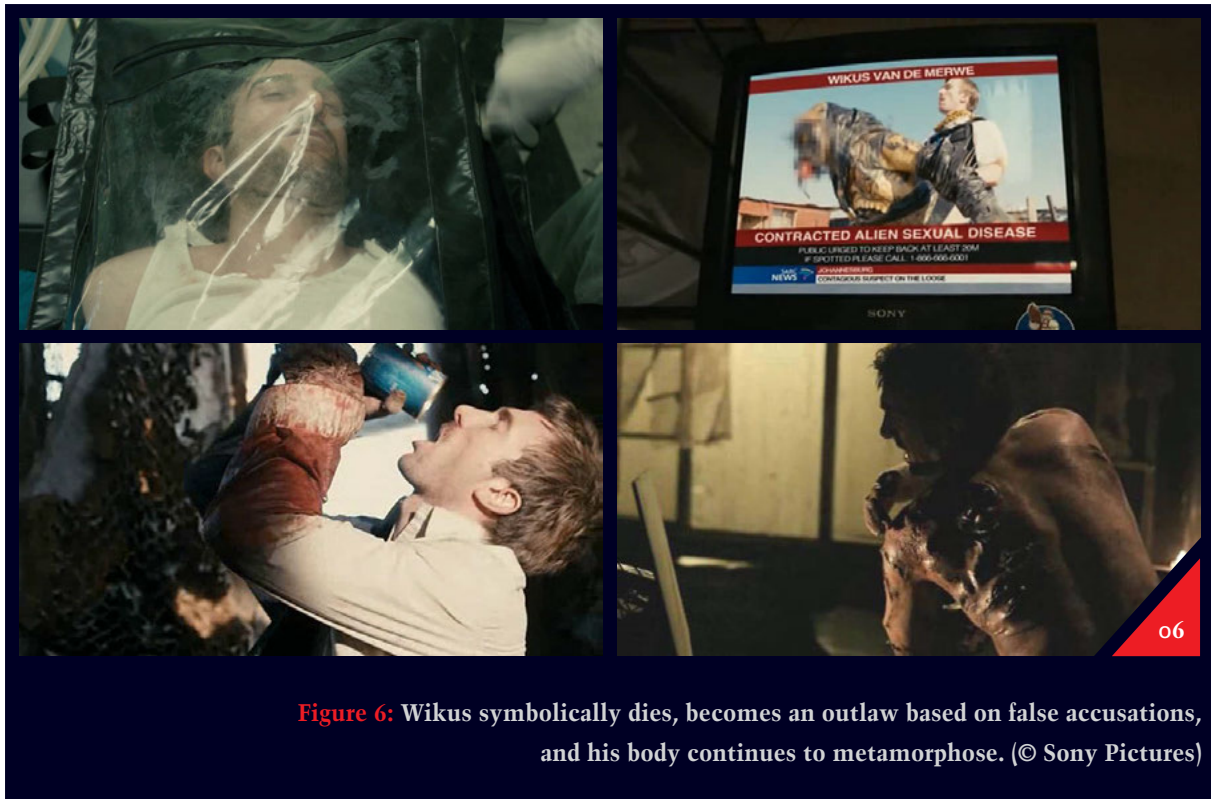 WIKUS VAN DE MERWE
CONTRACTED ALIEN SEXUAL DISEASE
PUBLIC URGED TO KEEP BACK AT LEAST 20M
IF SPOTTED PLEASE CALL: 1-866-666-6001
SABC NEWS
JOHANNESBURG
CONTAGIOUS SUSPECT ON THE LOOSE
SONY
06
Figure 6: Wikus symbolically dies, becomes an outlaw based on false accusations,
and his body continues to metamorphose. (© Sony Pictures)